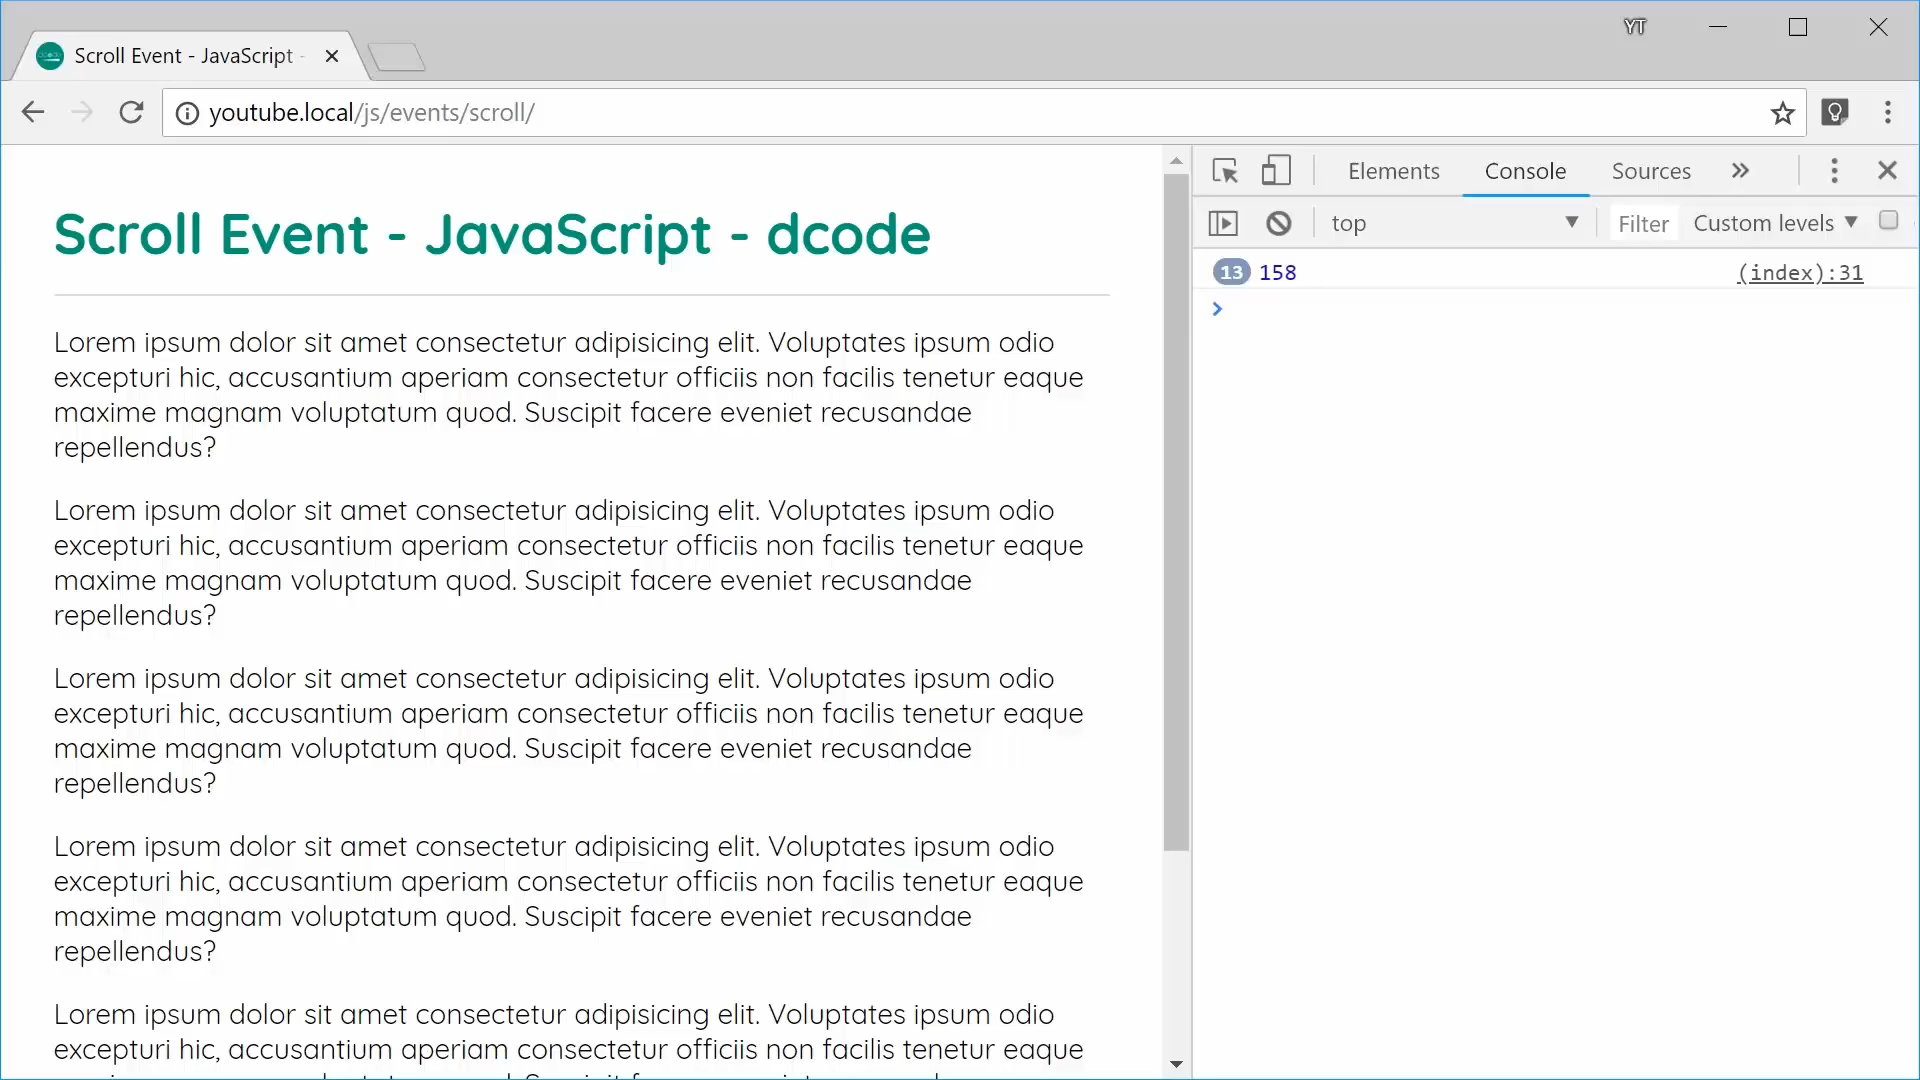 YT
Scroll Event - JavaScript -
youtube.local/js/events/scroll/
Elements Console Sources »
top Filter Custom levels
13 158 (index):31
Scroll Event - JavaScript - dcode
Lorem ipsum dolor sit amet consectetur adipisicing elit. Voluptates ipsum odio
excepturi hic, accusantium aperiam consectetur officiis non facilis tenetur eaque
maxime magnam voluptatum quod. Suscipit facere eveniet recusandae
repellendus?
Lorem ipsum dolor sit amet consectetur adipisicing elit. Voluptates ipsum odio
excepturi hic, accusantium aperiam consectetur officiis non facilis tenetur eaque
maxime magnam voluptatum quod. Suscipit facere eveniet recusandae
repellendus?
Lorem ipsum dolor sit amet consectetur adipisicing elit. Voluptates ipsum odio
excepturi hic, accusantium aperiam consectetur officiis non facilis tenetur eaque
maxime magnam voluptatum quod. Suscipit facere eveniet recusandae
repellendus?
Lorem ipsum dolor sit amet consectetur adipisicing elit. Voluptates ipsum odio
excepturi hic, accusantium aperiam consectetur officiis non facilis tenetur eaque
maxime magnam voluptatum quod. Suscipit facere eveniet recusandae
repellendus?
Lorem ipsum dolor sit amet consectetur adipisicing elit. Voluptates ipsum odio
excepturi hic, accusantium aperiam consectetur officiis non facilis tenetur eaque